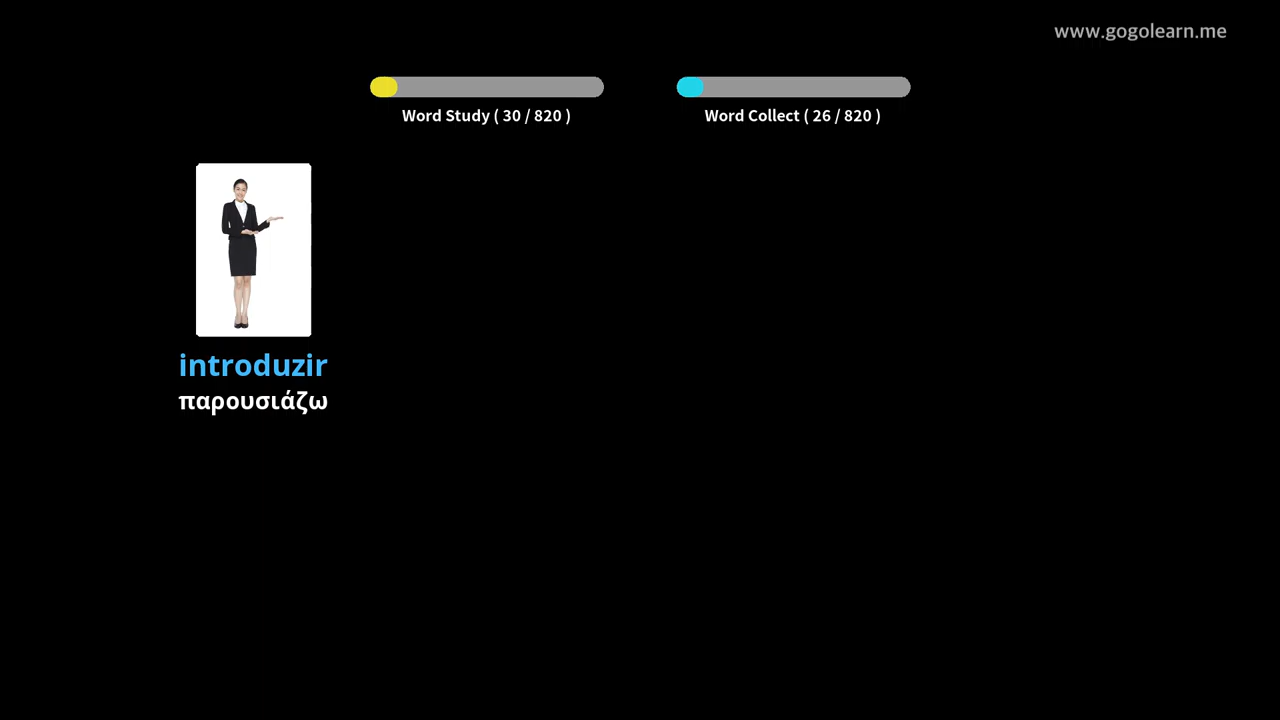 www.gogolearn.me
Word Study ( 30 / 820 )
Word Collect ( 26 / 820 )
introduzir
παρουσιάζω